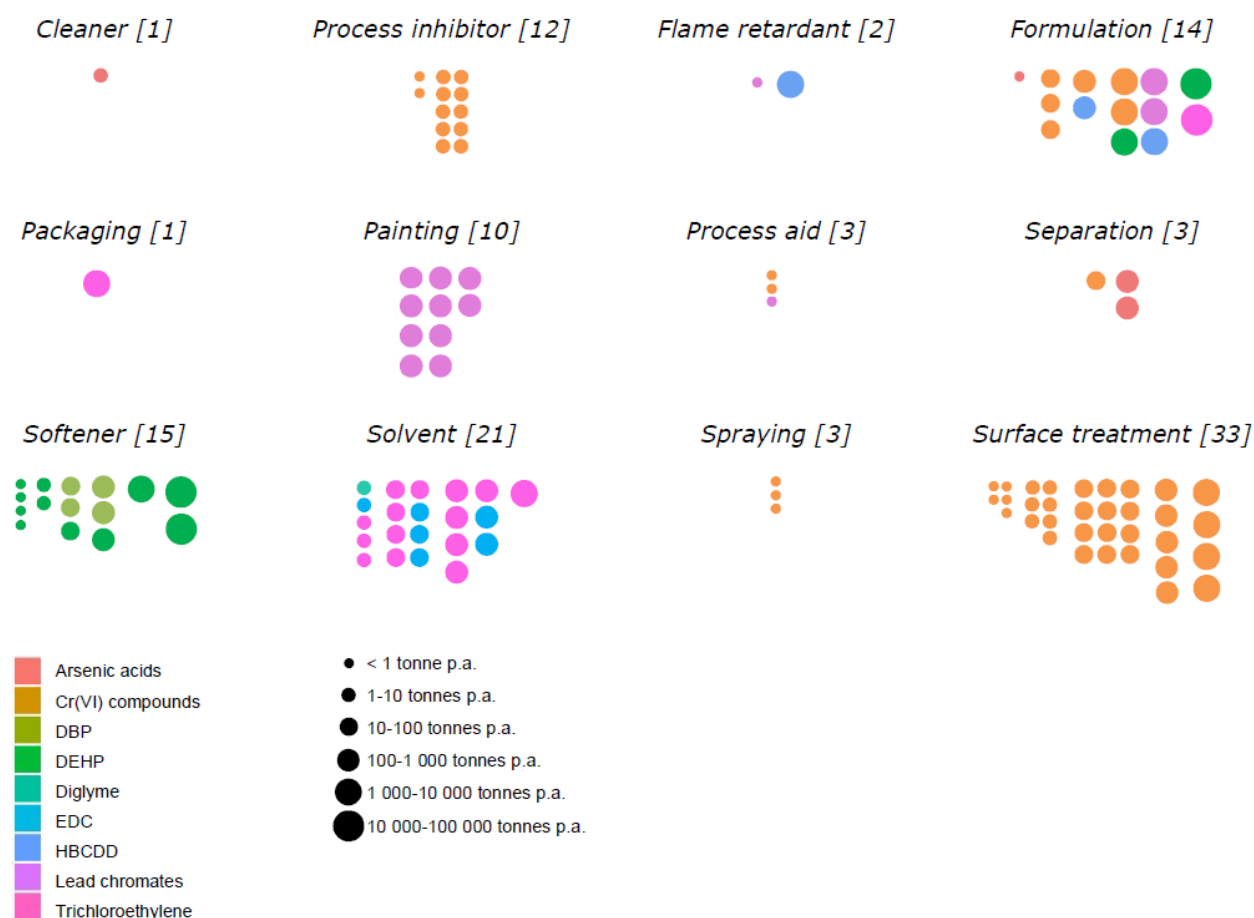 Cleaner [1]
Process inhibitor [12]
Flame retardant [2]
Formulation [14]
Packaging [1]
Painting [10]
Process aid [3]
Separation [3]
Softener [15]
Solvent [21]
Spraying [3]
Surface treatment [33]
Arsenic acids
Cr(VI) compounds
DBP
DEHP
Diglyme
EDC
HBCDD
Lead chromates
Trichloroethylene
< 1 tonne p.a.
1-10 tonnes p.a.
10-100 tonnes p.a.
100-1 000 tonnes p.a.
1 000-10 000 tonnes p.a.
10 000-100 000 tonnes p.a.